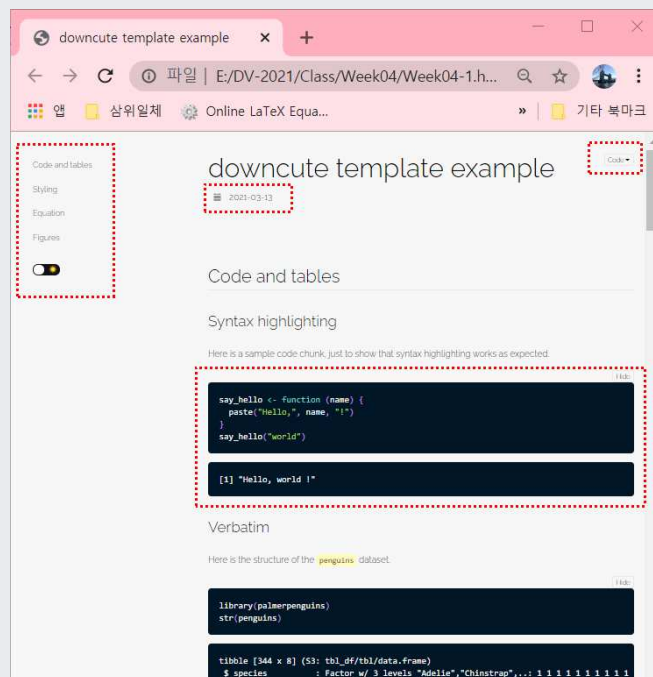 downcute template example
파일 | E:/DV-2021/Class/Week04/Week04-1.h...
앱 삼위일체 Online LaTeX Equa... » 기타 북마크
Code and tables
Styling
Equation
Figures
downcute template example
Code
2021-03-13
Code and tables
Syntax highlighting
Here is a sample code chunk, just to show that syntax highlighting works as expected.
Hide
say_hello <- function (name) {
paste("Hello,", name, "!")
}
say_hello("world")
[1] "Hello, world !"
Verbatim
Here is the structure of the penguins dataset.
Hide
library(palmerpenguins)
str(penguins)
tibble [344 x 8] (S3: tbl_df/tbl/data.frame)
$ species : Factor w/ 3 levels "Adelie","Chinstrap",..: 1 1 1 1 1 1 1 1 1 1